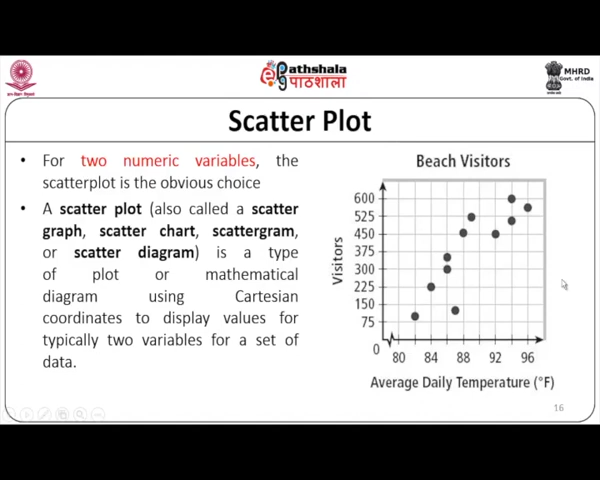 Pathshala
पाठशाला
MHRD
Govt. of India
Scatter Plot
• For two numeric variables, the
scatterplot is the obvious choice
• A scatter plot (also called a scatter
graph, scatter chart, scattergram,
or scatter diagram) is a type
of plot or mathematical
diagram using Cartesian
coordinates to display values for
typically two variables for a set of
data.
Beach Visitors
Visitors
600
525
450
375
300
225
150
75
0
80 84 88 92 96
Average Daily Temperature (°F)
16